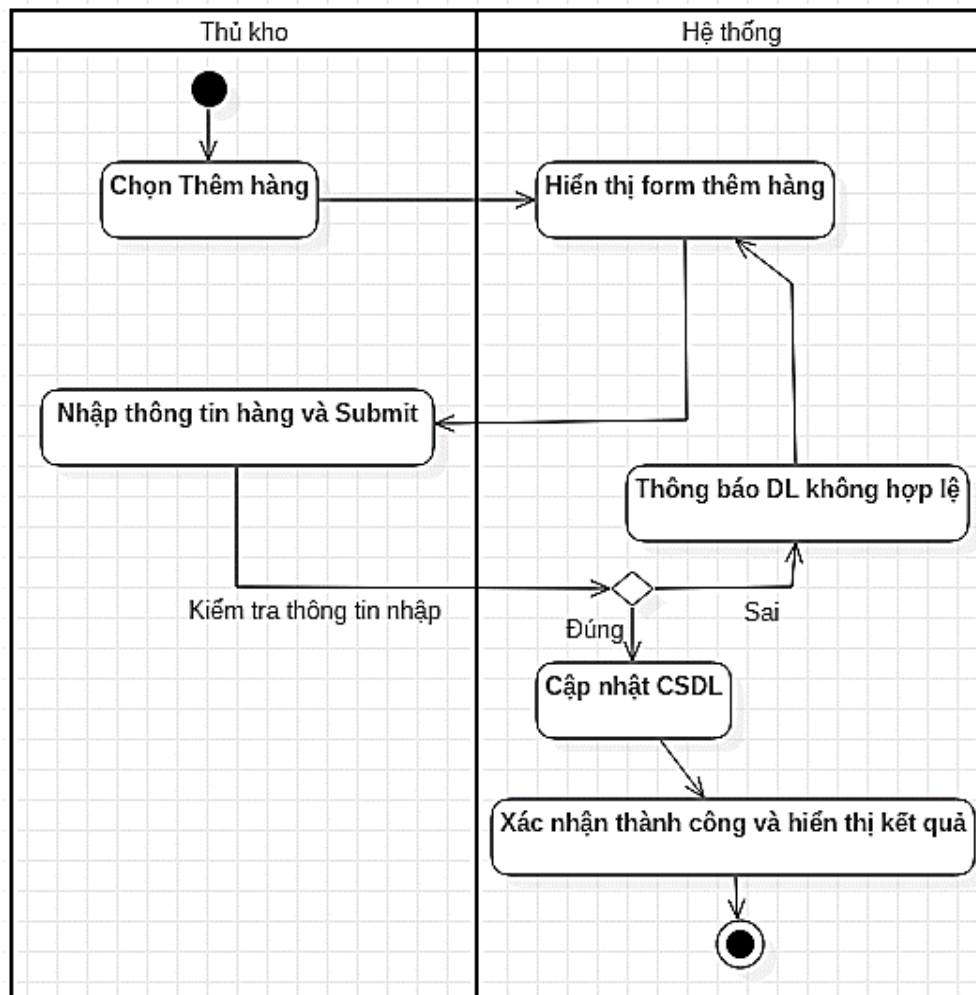 Thủ kho
Hệ thống
Chọn Thêm hàng
Hiển thị form thêm hàng
Nhập thông tin hàng và Submit
Thông báo DL không hợp lệ
Kiểm tra thông tin nhập
Sai
Đúng
Cập nhật CSDL
Xác nhận thành công và hiển thị kết quả